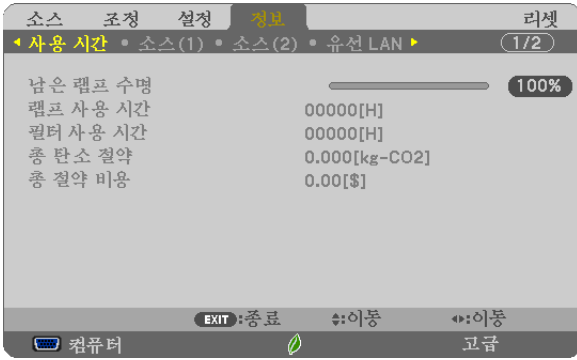 소스 조정 설정 정보 리셋
사용 시간 • 소스(1) • 소스(2) • 유선 LAN 1/2
남은 램프 수명 100%
램프 사용 시간 00000[H]
필터 사용 시간 00000[H]
총 탄소 절약 0.000[kg-CO2]
총 절약 비용 0.00[$]
EXIT:종료 :이동 :이동
컴퓨터 고급